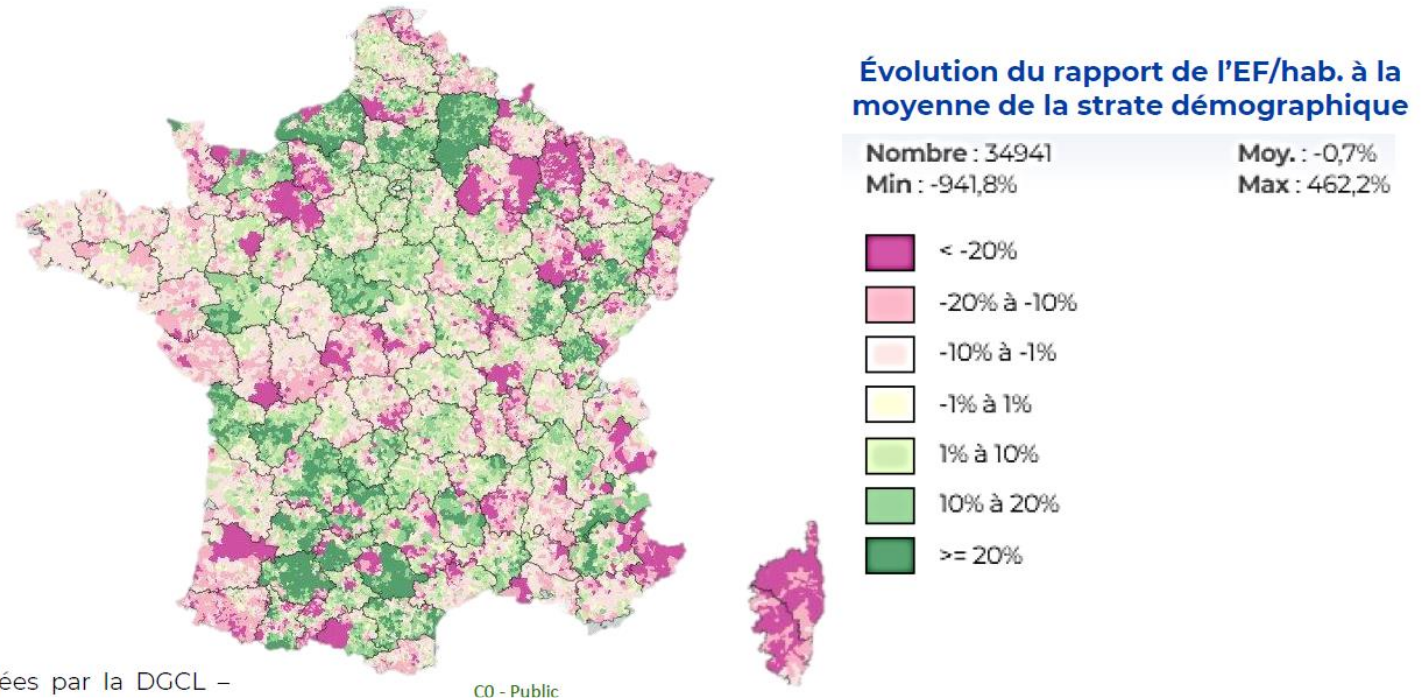 Évolution du rapport de l'EF/hab. à la
moyenne de la strate démographique
Nombre : 34941 Moy. : -0,7%
Min : -941,8% Max : 462,2%
< -20%
-20% à -10%
-10% à -1%
-1% à 1%
1% à 10%
10% à 20%
>= 20%
ées par la DGCL –
C0 - Public